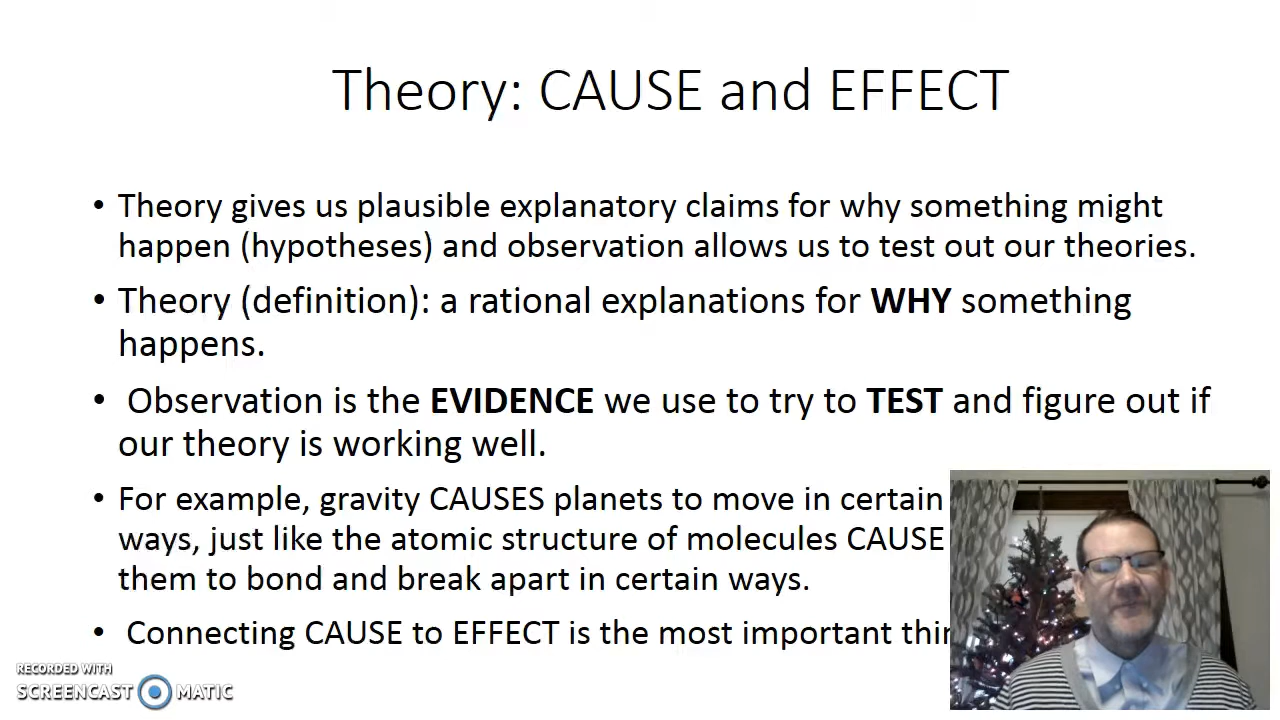 Theory: CAUSE and EFFECT
• Theory gives us plausible explanatory claims for why something might
happen (hypotheses) and observation allows us to test out our theories.
• Theory (definition): a rational explanations for WHY something
happens.
• Observation is the EVIDENCE we use to try to TEST and figure out if
our theory is working well.
• For example, gravity CAUSES planets to move in certain
ways, just like the atomic structure of molecules CAUSE
them to bond and break apart in certain ways.
• Connecting CAUSE to EFFECT is the most important
RECORDED WITH
SCREENCAST MATIC